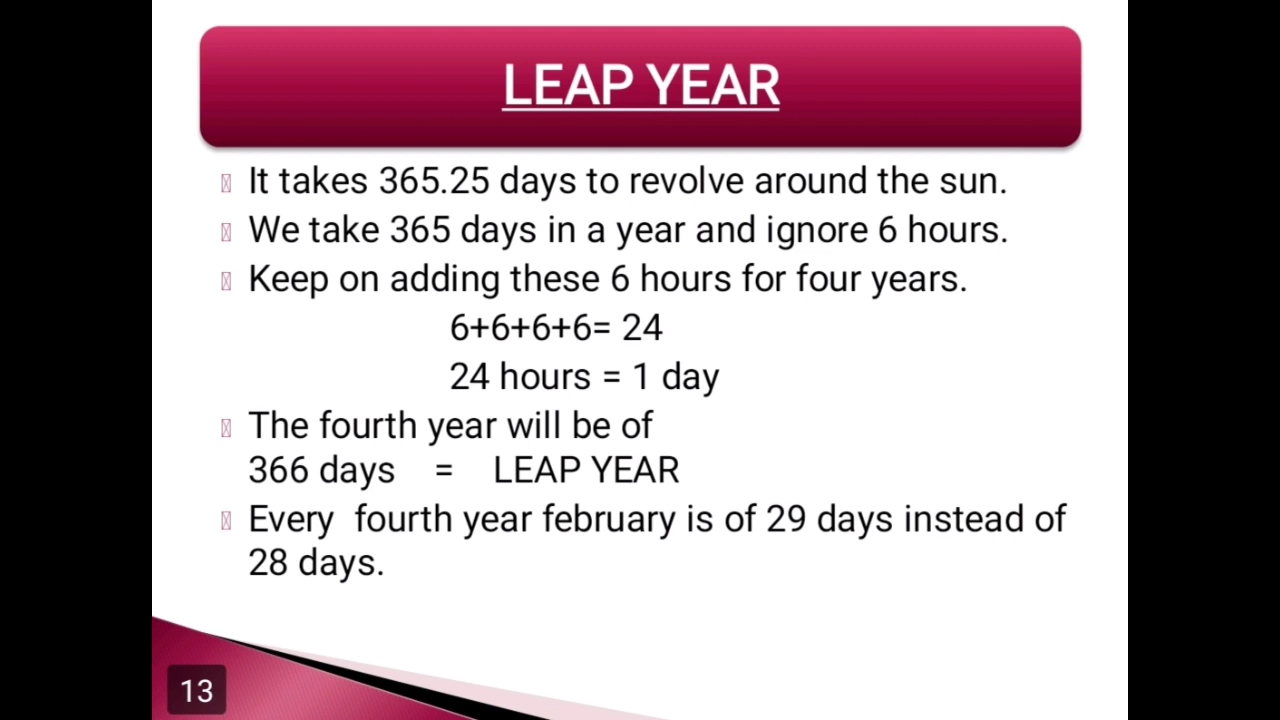 LEAP YEAR
It takes 365.25 days to revolve around the sun.
We take 365 days in a year and ignore 6 hours.
Keep on adding these 6 hours for four years.
6+6+6+6= 24
24 hours = 1 day
The fourth year will be of
366 days = LEAP YEAR
Every fourth year february is of 29 days instead of
28 days.
13